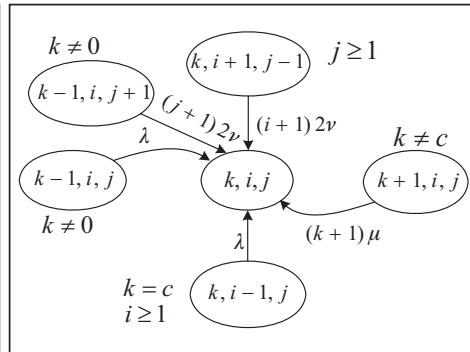 k ≠ 0
k, i + 1, j − 1
j ≥ 1
k − 1, i, j + 1
(j + 1) 2ν
(i + 1) 2ν
k ≠ c
λ
k − 1, i, j
k, i, j
k + 1, i, j
k ≠ 0
(k + 1) μ
λ
k = c
i ≥ 1
k, i − 1, j